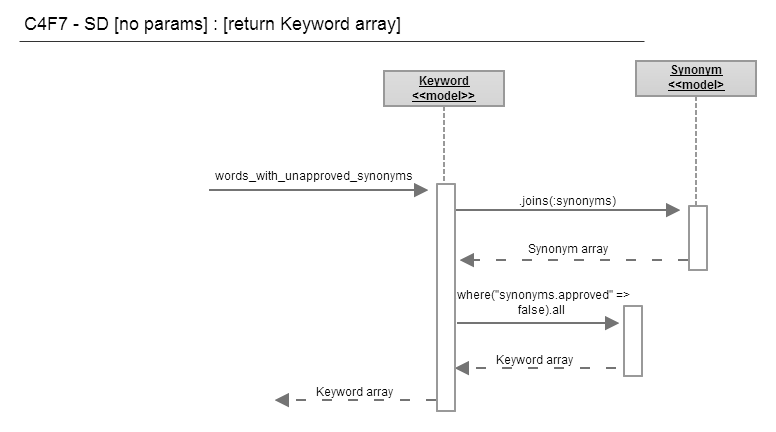 C4F7 - SD [no params] : [return Keyword array]
Keyword
<<model>>
Synonym
<<model>
words_with_unapproved_synonyms
.joins(:synonyms)
Synonym array
where("synonyms.approved" =>
false).all
Keyword array
Keyword array